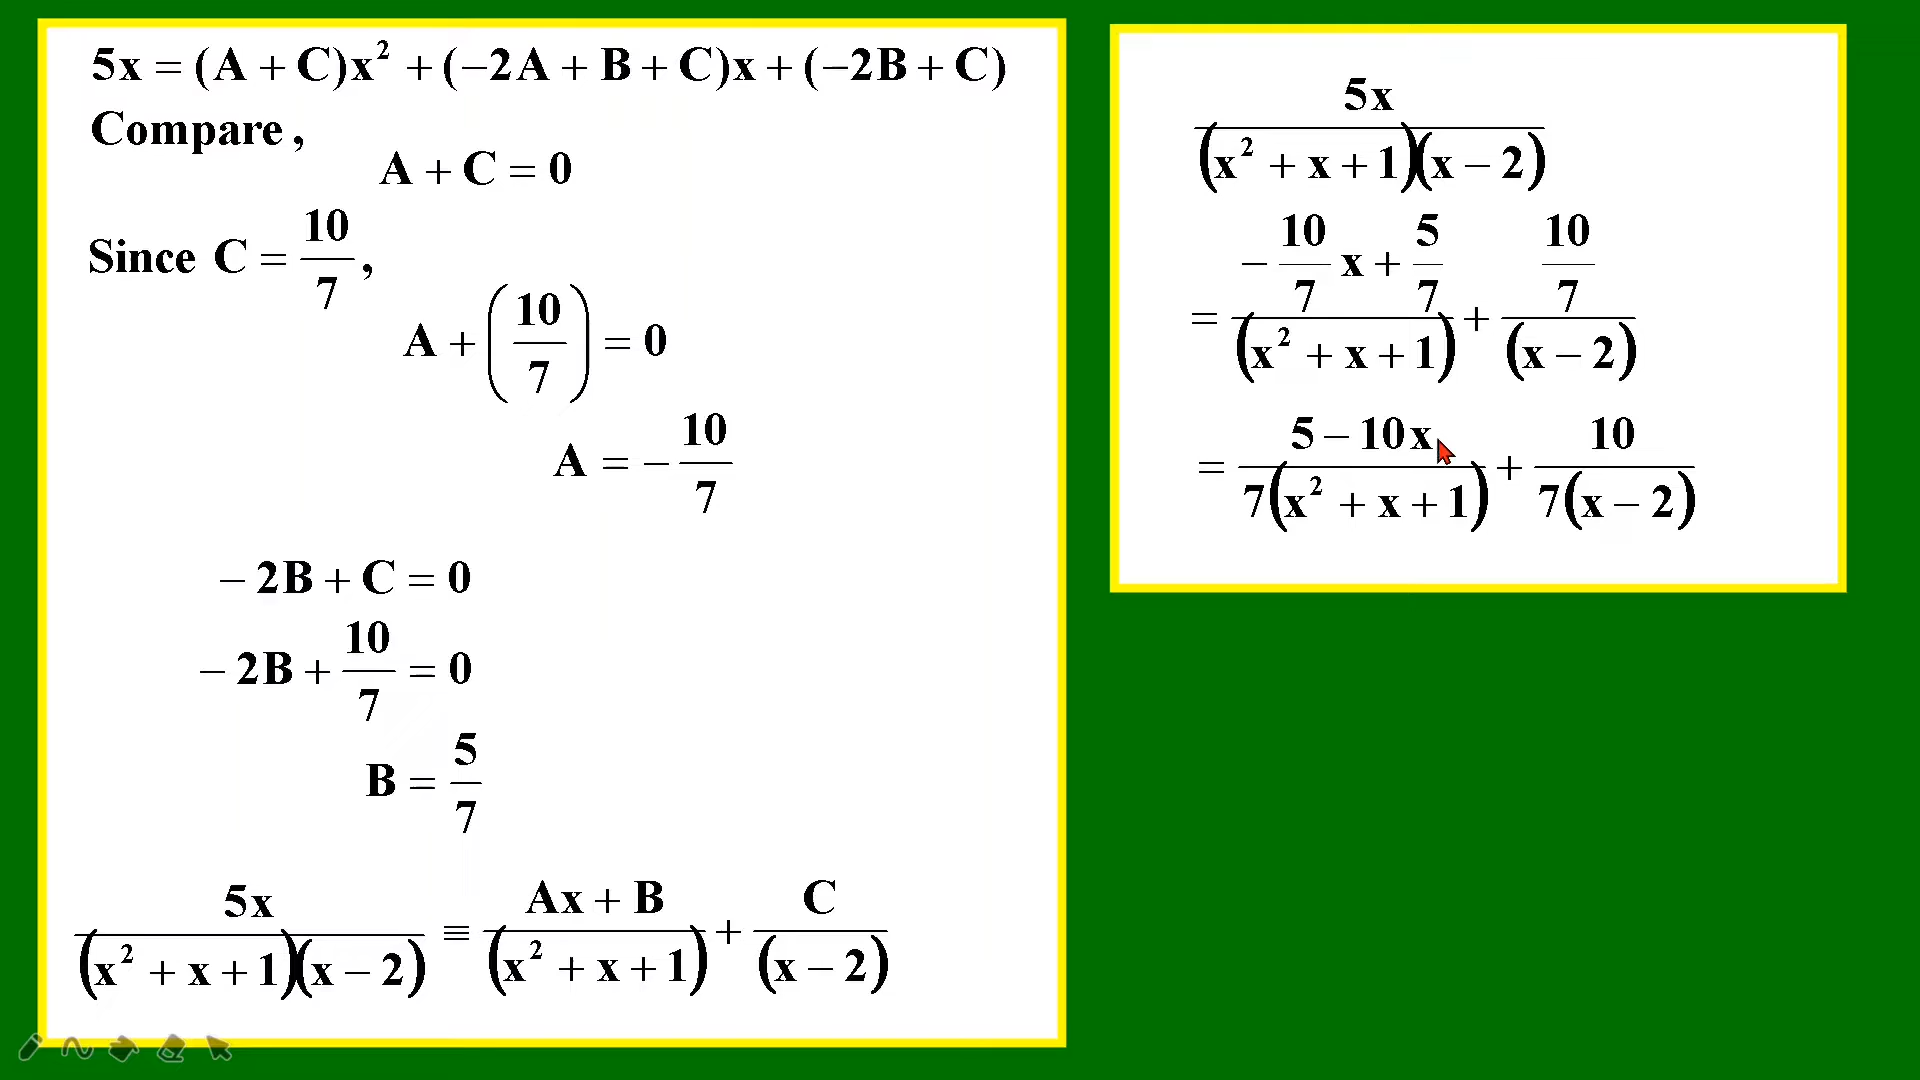 5x = (A + C)x² + (−2A + B + C)x + (−2B + C)
Compare ,
A + C = 0
Since C = 10/7 ,
A + (10/7) = 0
A = − 10/7
− 2B + C = 0
− 2B + 10/7 = 0
B = 5/7
5x / (x² + x + 1)(x − 2) ≡ Ax + B / (x² + x + 1) + C / (x − 2)
5x / (x² + x + 1)(x − 2)
= − 10/7 x + 5/7 / (x² + x + 1) + 10/7 / (x − 2)
= 5 − 10x / 7(x² + x + 1) + 10 / 7(x − 2)